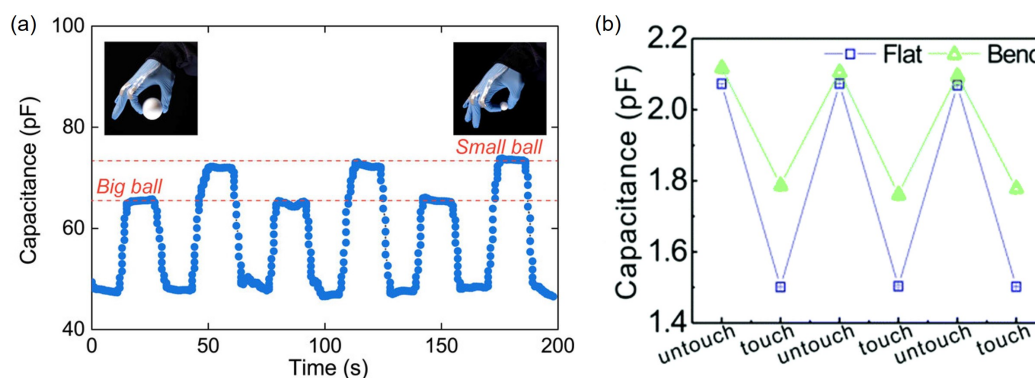 (a)
100
80
60
40
Capacitance (pF)
Big ball
Small ball
0
50
100
150
200
Time (s)
(b)
2.2
2.0
1.8
1.6
1.4
Capacitance (pF)
Flat
Benc
untouch
touch
untouch
touch
untouch
touch